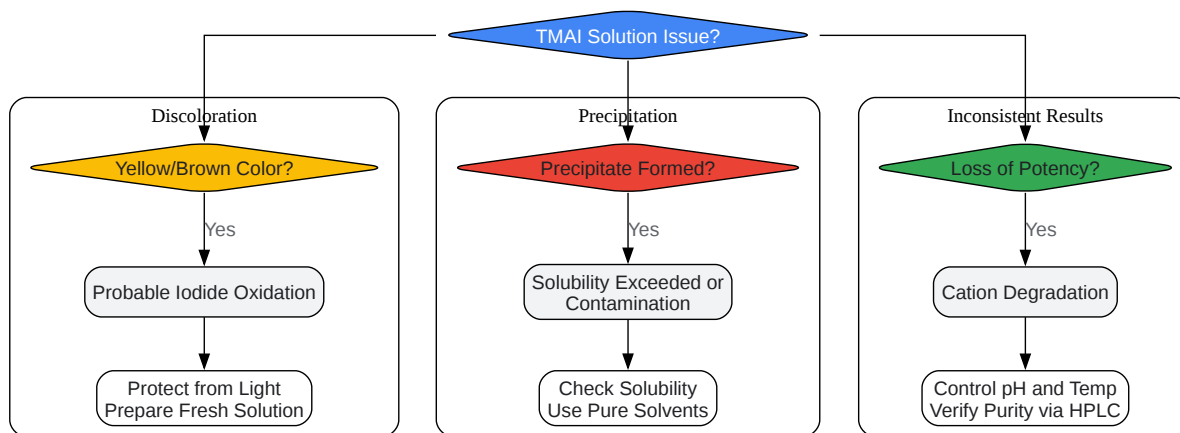 TMAI Solution Issue?
Discoloration
Yellow/Brown Color?
Yes
Probable Iodide Oxidation
Protect from Light
Prepare Fresh Solution
Precipitation
Precipitate Formed?
Yes
Solubility Exceeded or
Contamination
Check Solubility
Use Pure Solvents
Inconsistent Results
Loss of Potency?
Yes
Cation Degradation
Control pH and Temp
Verify Purity via HPLC